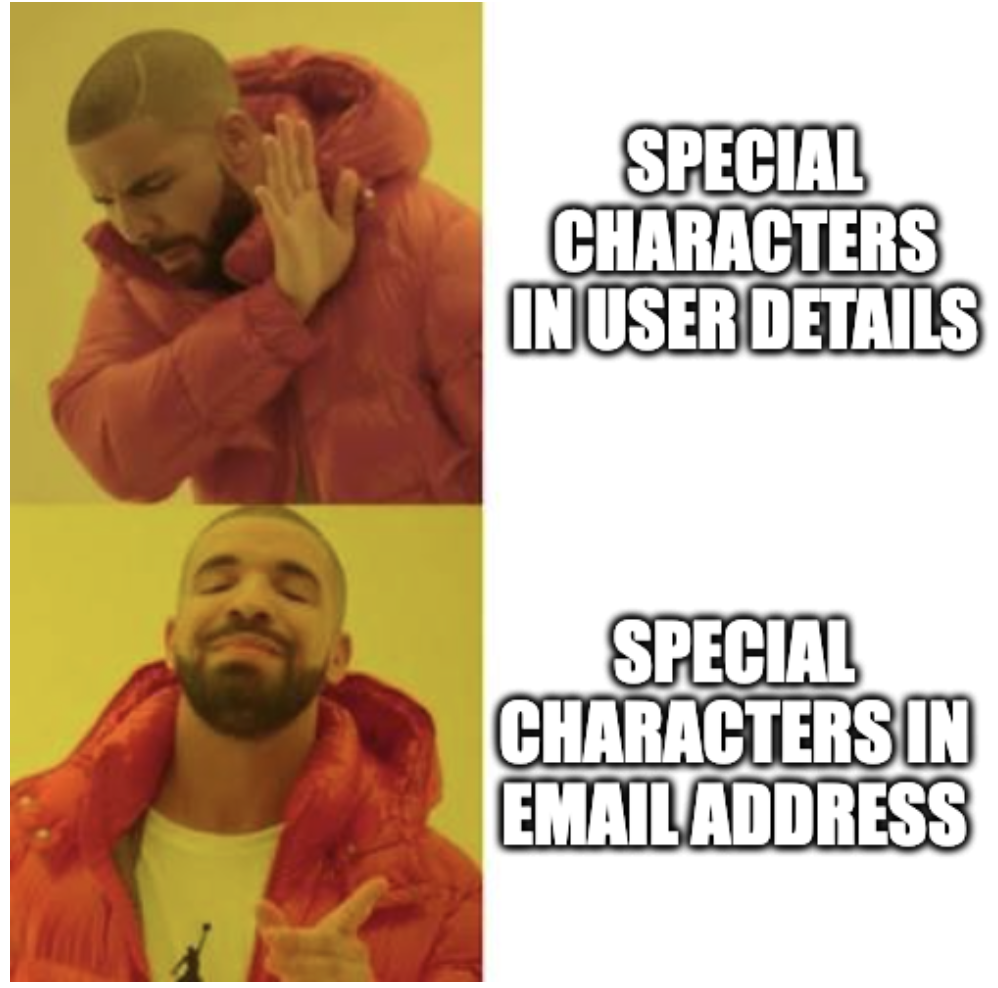 SPECIAL
CHARACTERS
IN USER DETAILS
SPECIAL
CHARACTERS IN
EMAIL ADDRESS